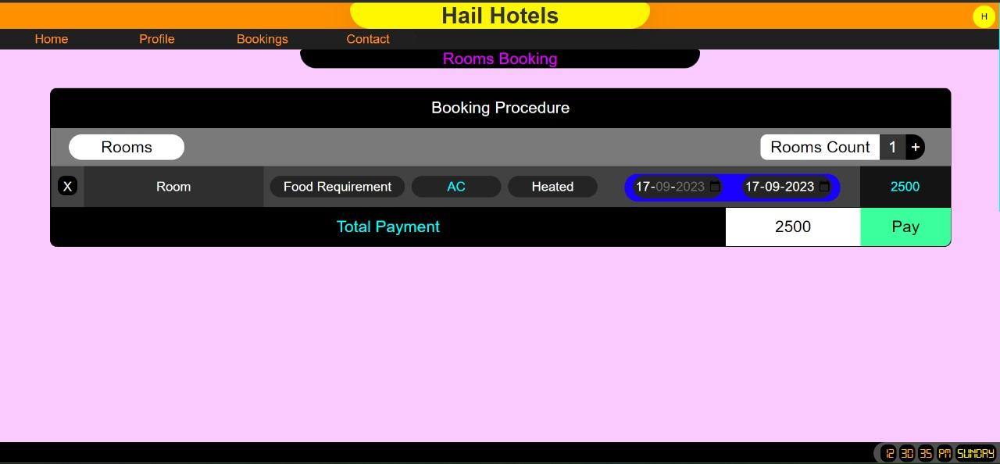 Hail Hotels
H
Home Profile Bookings Contact
Rooms Booking
Booking Procedure
Rooms Rooms Count 1 +
X Room Food Requirement AC Heated 17-09-2023 17-09-2023 2500
Total Payment 2500 Pay
12 30 35 PM SUNDAY